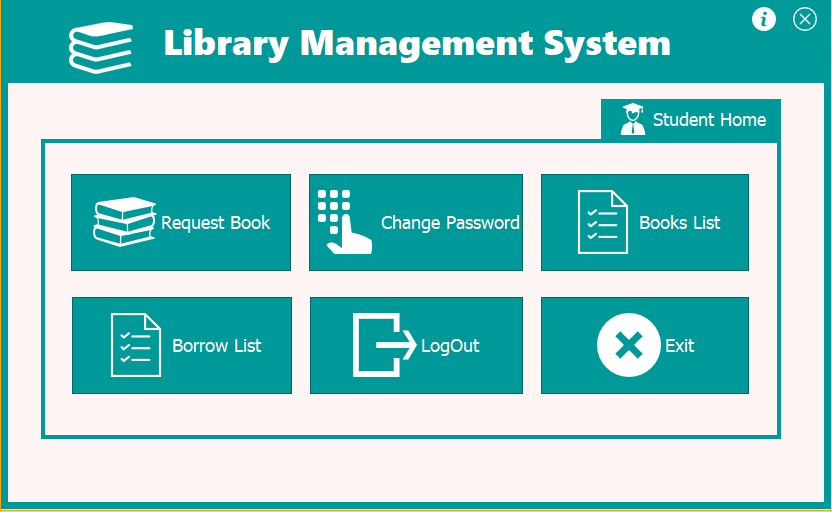 Library Management System
Student Home
Request Book
Change Password
Books List
Borrow List
LogOut
Exit